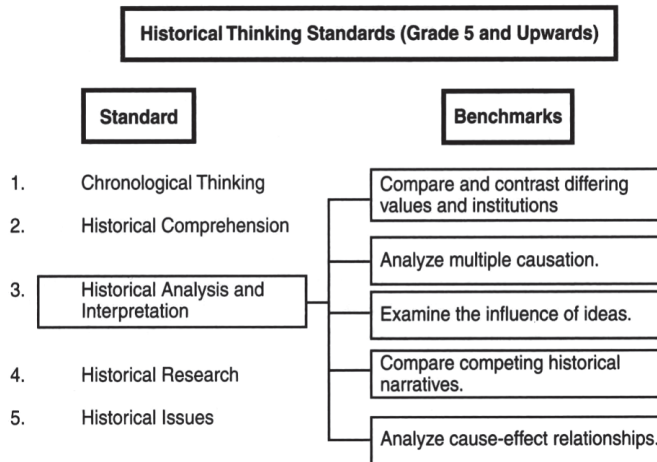 Historical Thinking Standards (Grade 5 and Upwards)
Standard
Benchmarks
1. Chronological Thinking
2. Historical Comprehension
3. Historical Analysis and
Interpretation
4. Historical Research
5. Historical Issues
Compare and contrast differing
values and institutions
Analyze multiple causation.
Examine the influence of ideas.
Compare competing historical
narratives.
Analyze cause-effect relationships.